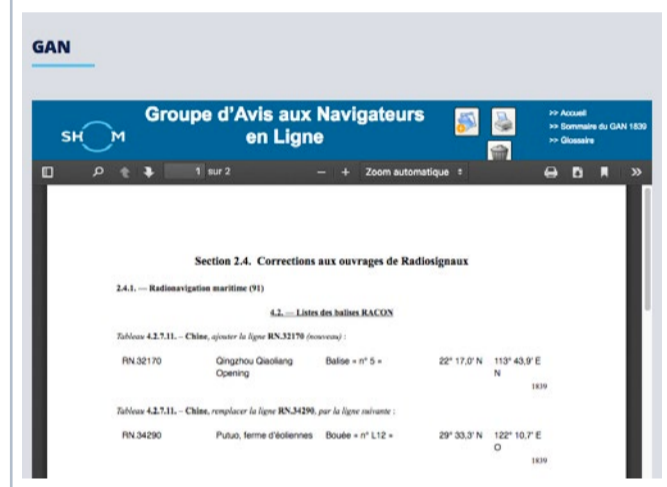 GAN
SHOM
Groupe d'Avis aux Navigateurs
en Ligne
>> Accueil
>> Sommaire du GAN 1839
>> Glossaire
1 sur 2
− + Zoom automatique
Section 2.4. Corrections aux ouvrages de Radiosignaux
2.4.1. — Radionavigation maritime (91)
4.2. — Listes des balises RACON
Tableau 4.2.7.11. – Chine, ajouter la ligne RN.32170 (nouveau) :
RN.32170 Qingzhou Qiaoliang Balise « n° 5 » 22° 17,0' N 113° 43,9' E
Opening N
1839
Tableau 4.2.7.11. – Chine, remplacer la ligne RN.34290, par la ligne suivante :
RN.34290 Putuo, ferme d'éoliennes Bouée « n° L12 » 29° 33,3' N 122° 10,7' E
O
1839